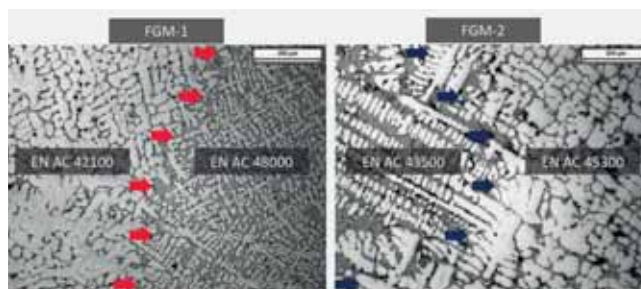 FGM-1
FGM-2
EN AC 42100
EN AC 48000
EN AC 43500
EN AC 45300